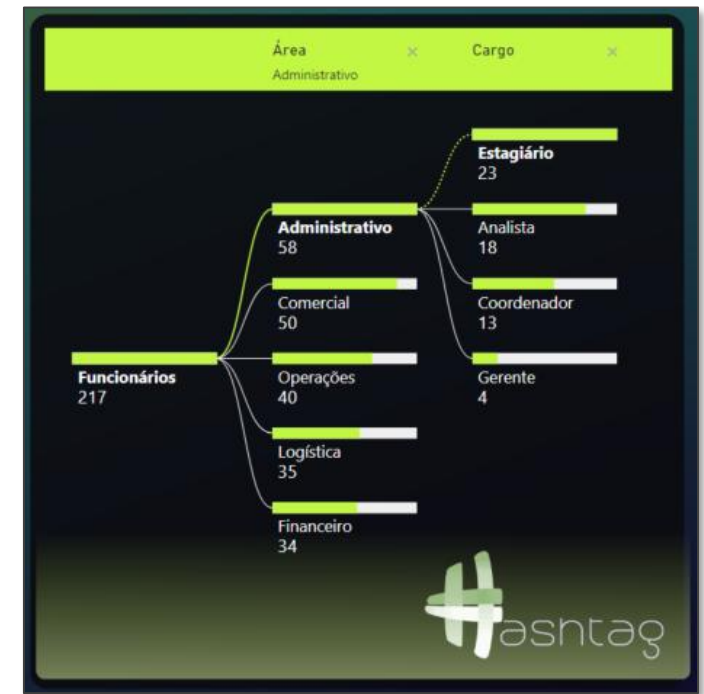 Área × Cargo ×
Administrativo
Estagiário
23
Administrativo
58
Analista
18
Comercial
50
Coordenador
13
Funcionários
217
Operações
40
Gerente
4
Logística
35
Financeiro
34
Hashtag